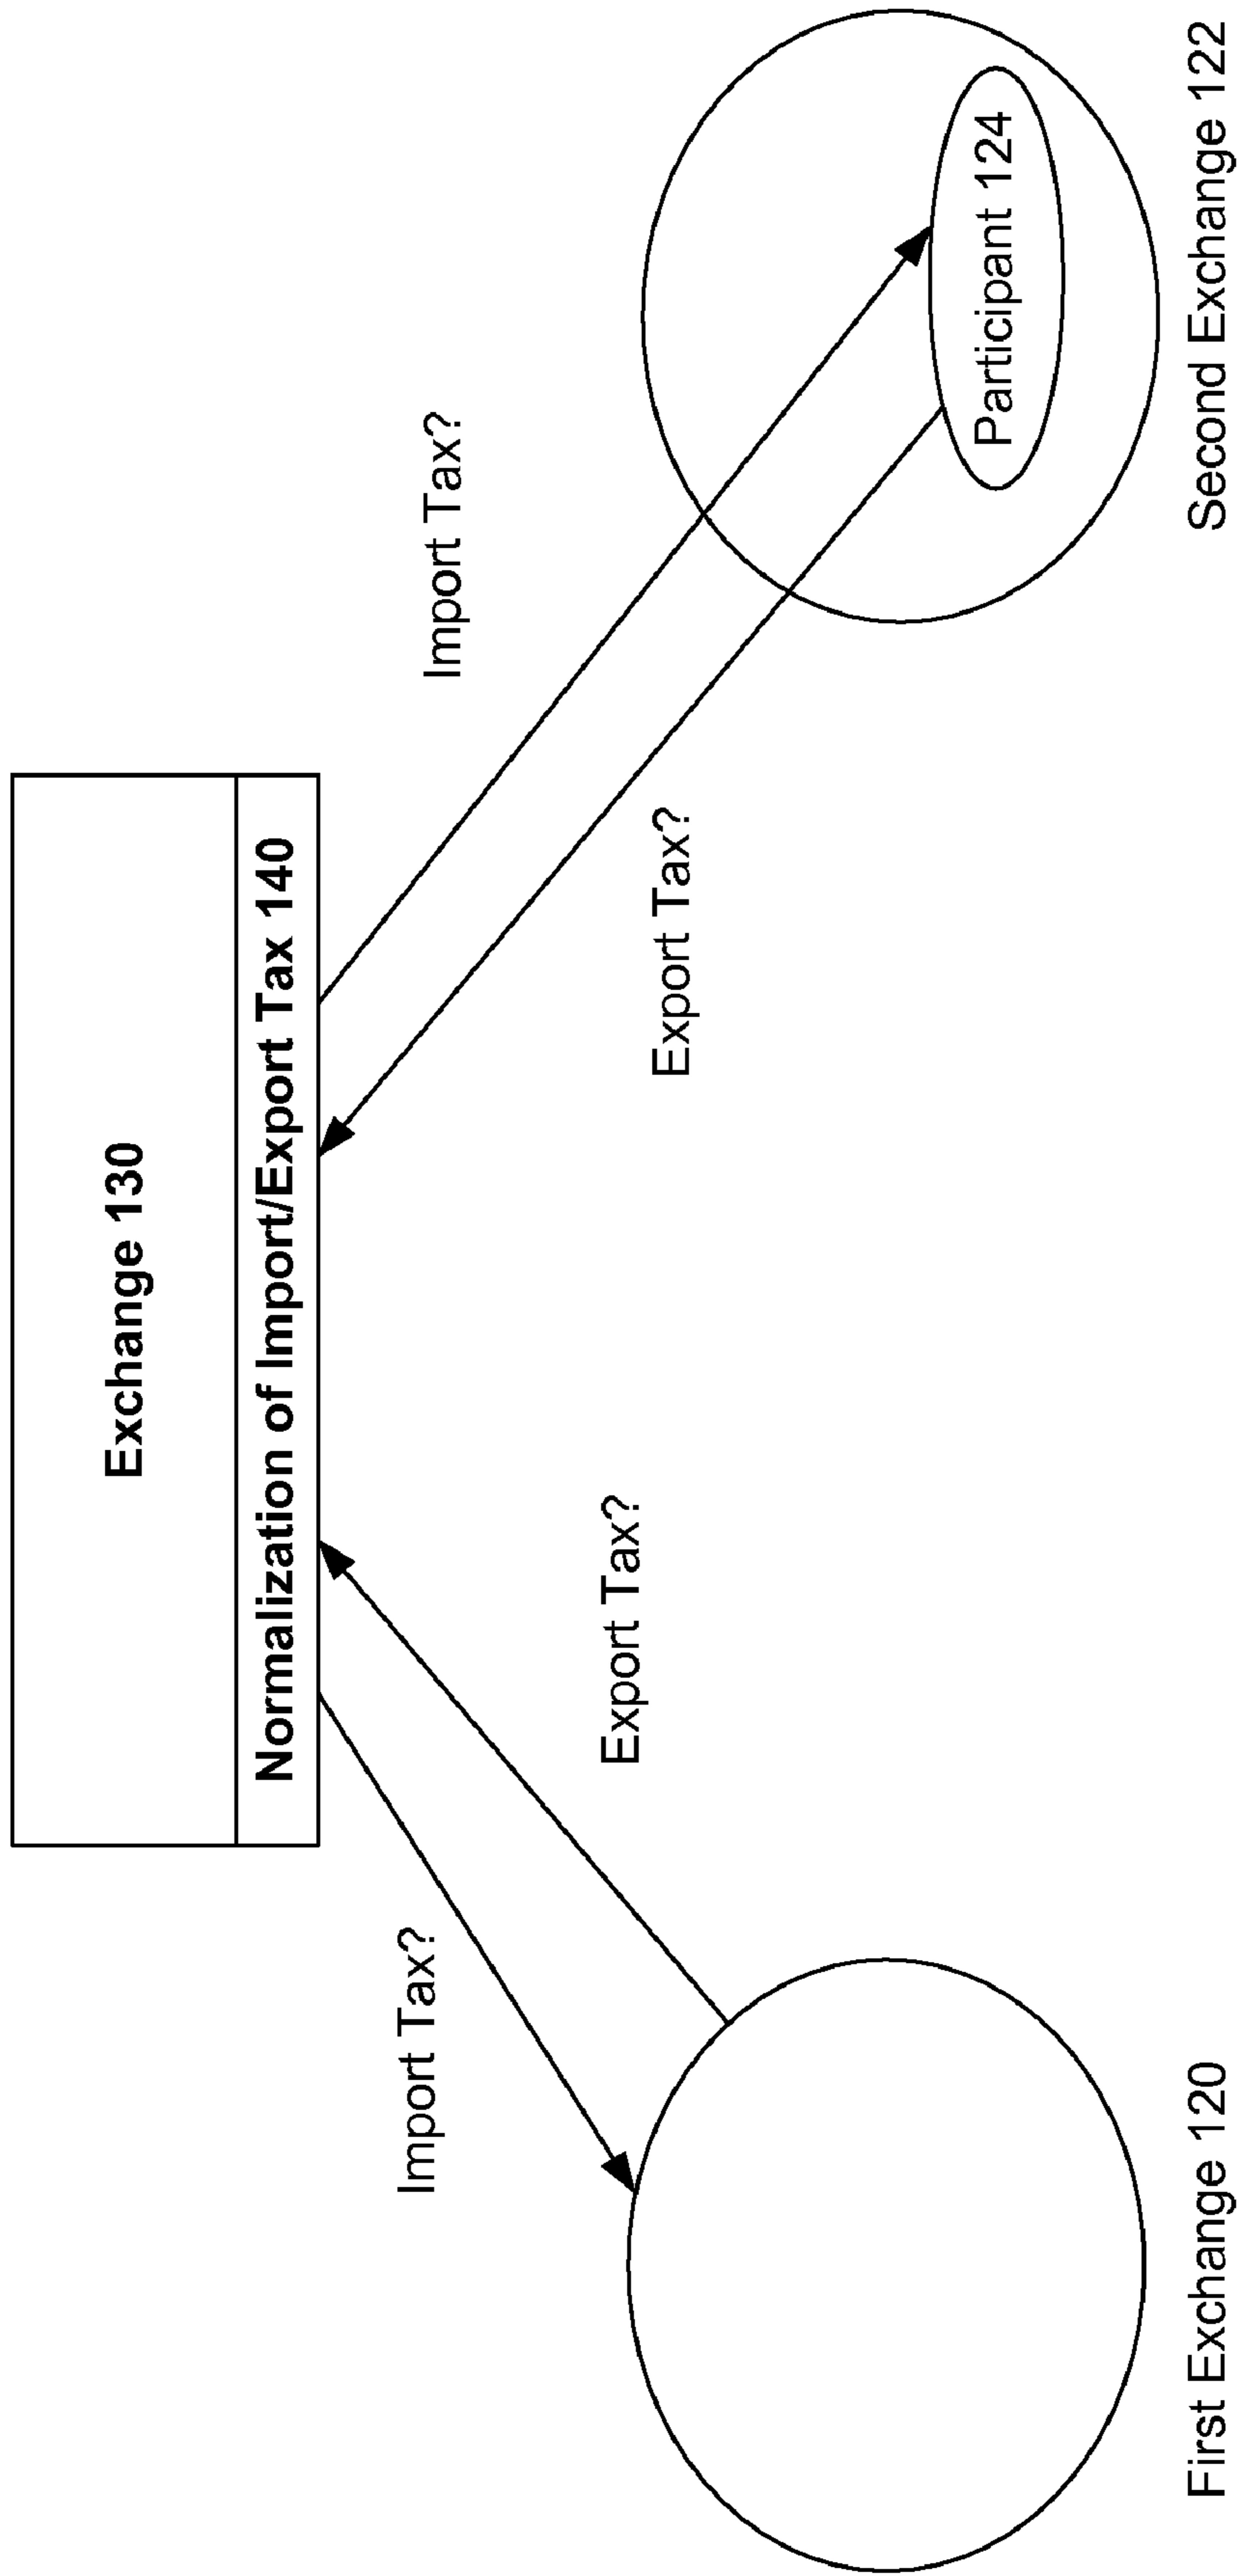 Exchange 130
Normalization of Import/Export Tax 140
Import Tax?
Export Tax?
Export Tax?
Import Tax?
Participant 124
First Exchange 120
Second Exchange 122